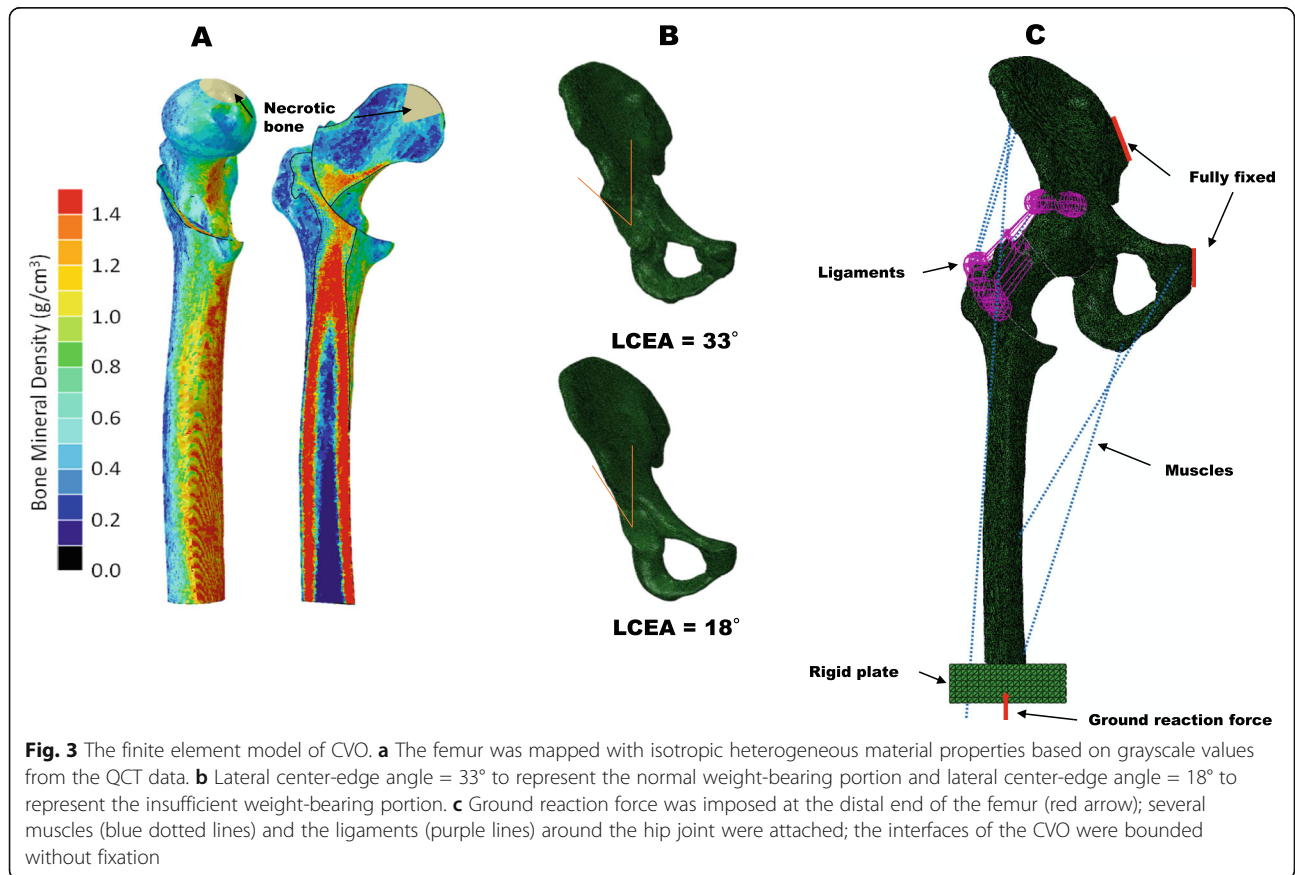 A
B
C
Necrotic
bone
Bone Mineral Density (g/cm³)
1.4
1.2
1.0
0.8
0.6
0.4
0.2
0.0
LCEA = 33°
LCEA = 18°
Fully fixed
Ligaments
Muscles
Rigid plate
Ground reaction force
Fig. 3 The finite element model of CVO. a The femur was mapped with isotropic heterogeneous material properties based on grayscale values
from the QCT data. b Lateral center-edge angle = 33° to represent the normal weight-bearing portion and lateral center-edge angle = 18° to
represent the insufficient weight-bearing portion. c Ground reaction force was imposed at the distal end of the femur (red arrow); several
muscles (blue dotted lines) and the ligaments (purple lines) around the hip joint were attached; the interfaces of the CVO were bounded
without fixation